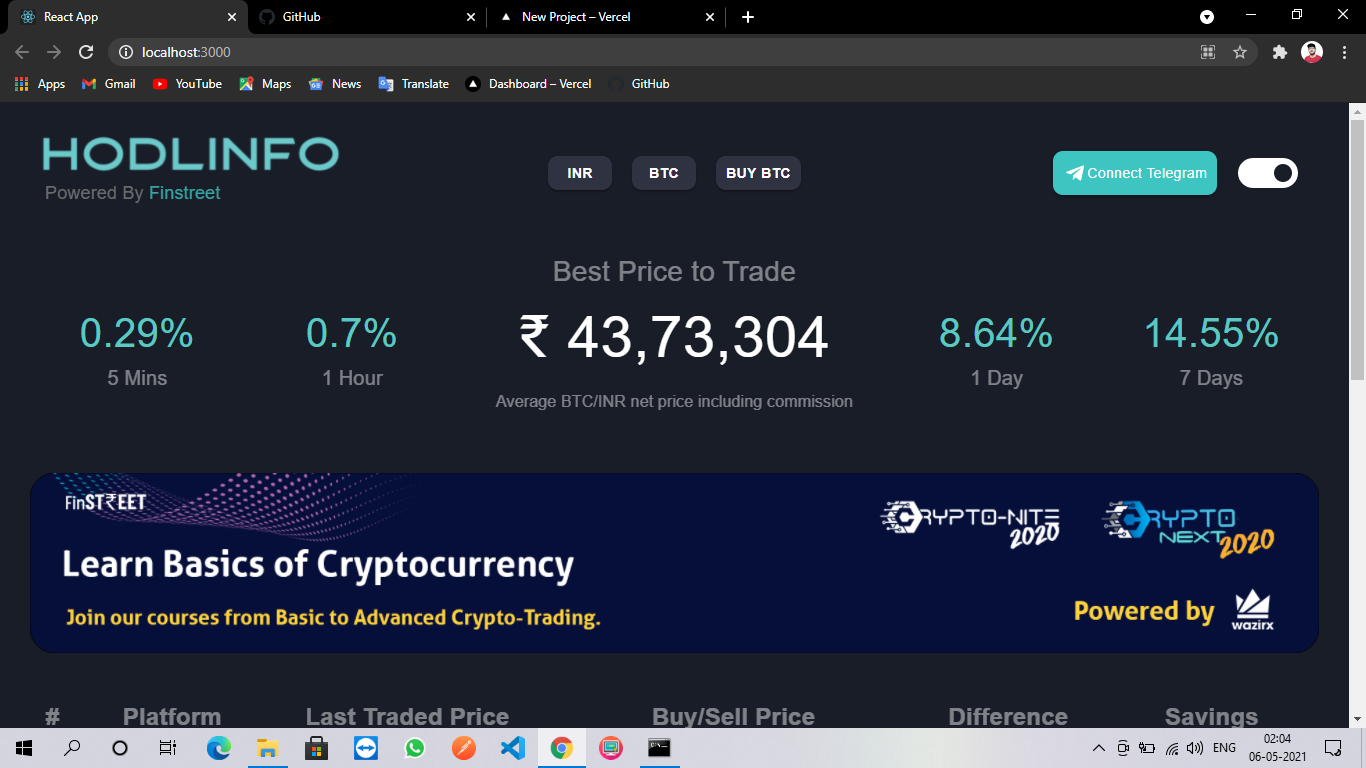 React App
GitHub
New Project – Vercel
localhost:3000
Apps
Gmail
YouTube
Maps
News
Translate
Dashboard – Vercel
GitHub
HODLINFO
Powered By Finstreet
INR
BTC
BUY BTC
Connect Telegram
Best Price to Trade
0.29%
5 Mins
0.7%
1 Hour
₹ 43,73,304
Average BTC/INR net price including commission
8.64%
1 Day
14.55%
7 Days
FinST₹EET
Learn Basics of Cryptocurrency
Join our courses from Basic to Advanced Crypto-Trading.
CRYPTO-NITE
2020
CRYPTO
NEXT 2020
Powered by
wazirx
# Platform Last Traded Price Buy/Sell Price Difference Savings
ENG
02:04
06-05-2021